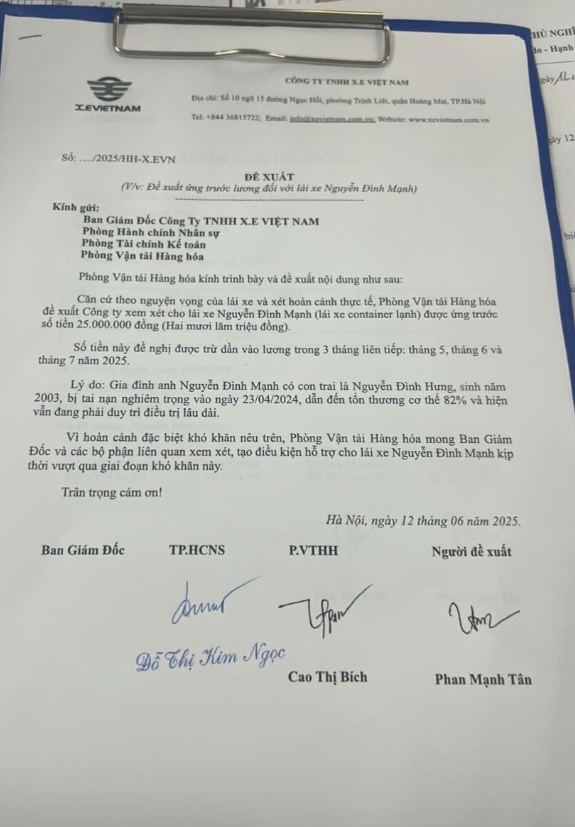 X.EVIETNAM
CÔNG TY TNHH X.E VIỆT NAM
Địa chỉ: Số 10 ngõ 15 đường Ngọc Hồi, phường Thịnh Liệt, quận Hoàng Mai, TP.Hà Nội
Tel: +844 36815722; Email: info@xevietnam.com.vn; Website: www.xevietnam.com.vn
Số: …./2025/HH-X.EVN
ĐỀ XUẤT
(V/v: Đề xuất ứng trước lương đối với lái xe Nguyễn Đình Mạnh)
Kính gửi:
Ban Giám Đốc Công Ty TNHH X.E VIỆT NAM
Phòng Hành chính Nhân sự
Phòng Tài chính Kế toán
Phòng Vận tải Hàng hóa
Phòng Vận tải Hàng hóa kính trình bày và đề xuất nội dung như sau:
Căn cứ theo nguyện vọng của lái xe và xét hoàn cảnh thực tế, Phòng Vận tải Hàng hóa
đề xuất Công ty xem xét cho lái xe Nguyễn Đình Mạnh (lái xe container lạnh) được ứng trước
số tiền 25.000.000 đồng (Hai mươi lăm triệu đồng).
Số tiền này đề nghị được trừ dần vào lương trong 3 tháng liên tiếp: tháng 5, tháng 6 và
tháng 7 năm 2025.
Lý do: Gia đình anh Nguyễn Đình Mạnh có con trai là Nguyễn Đình Hưng, sinh năm
2003, bị tai nạn nghiêm trọng vào ngày 23/04/2024, dẫn đến tổn thương cơ thể 82% và hiện
vẫn đang phải duy trì điều trị lâu dài.
Vì hoàn cảnh đặc biệt khó khăn nêu trên, Phòng Vận tải Hàng hóa mong Ban Giám
Đốc và các bộ phận liên quan xem xét, tạo điều kiện hỗ trợ cho lái xe Nguyễn Đình Mạnh kịp
thời vượt qua giai đoạn khó khăn này.
Trân trọng cảm ơn!
Hà Nội, ngày 12 tháng 06 năm 2025.
Ban Giám Đốc TP.HCNS P.VTHH Người đề xuất
Đỗ Thị Kim Ngọc
Cao Thị Bích Phan Mạnh Tân
HỦ NGHĨ
- Hạnh